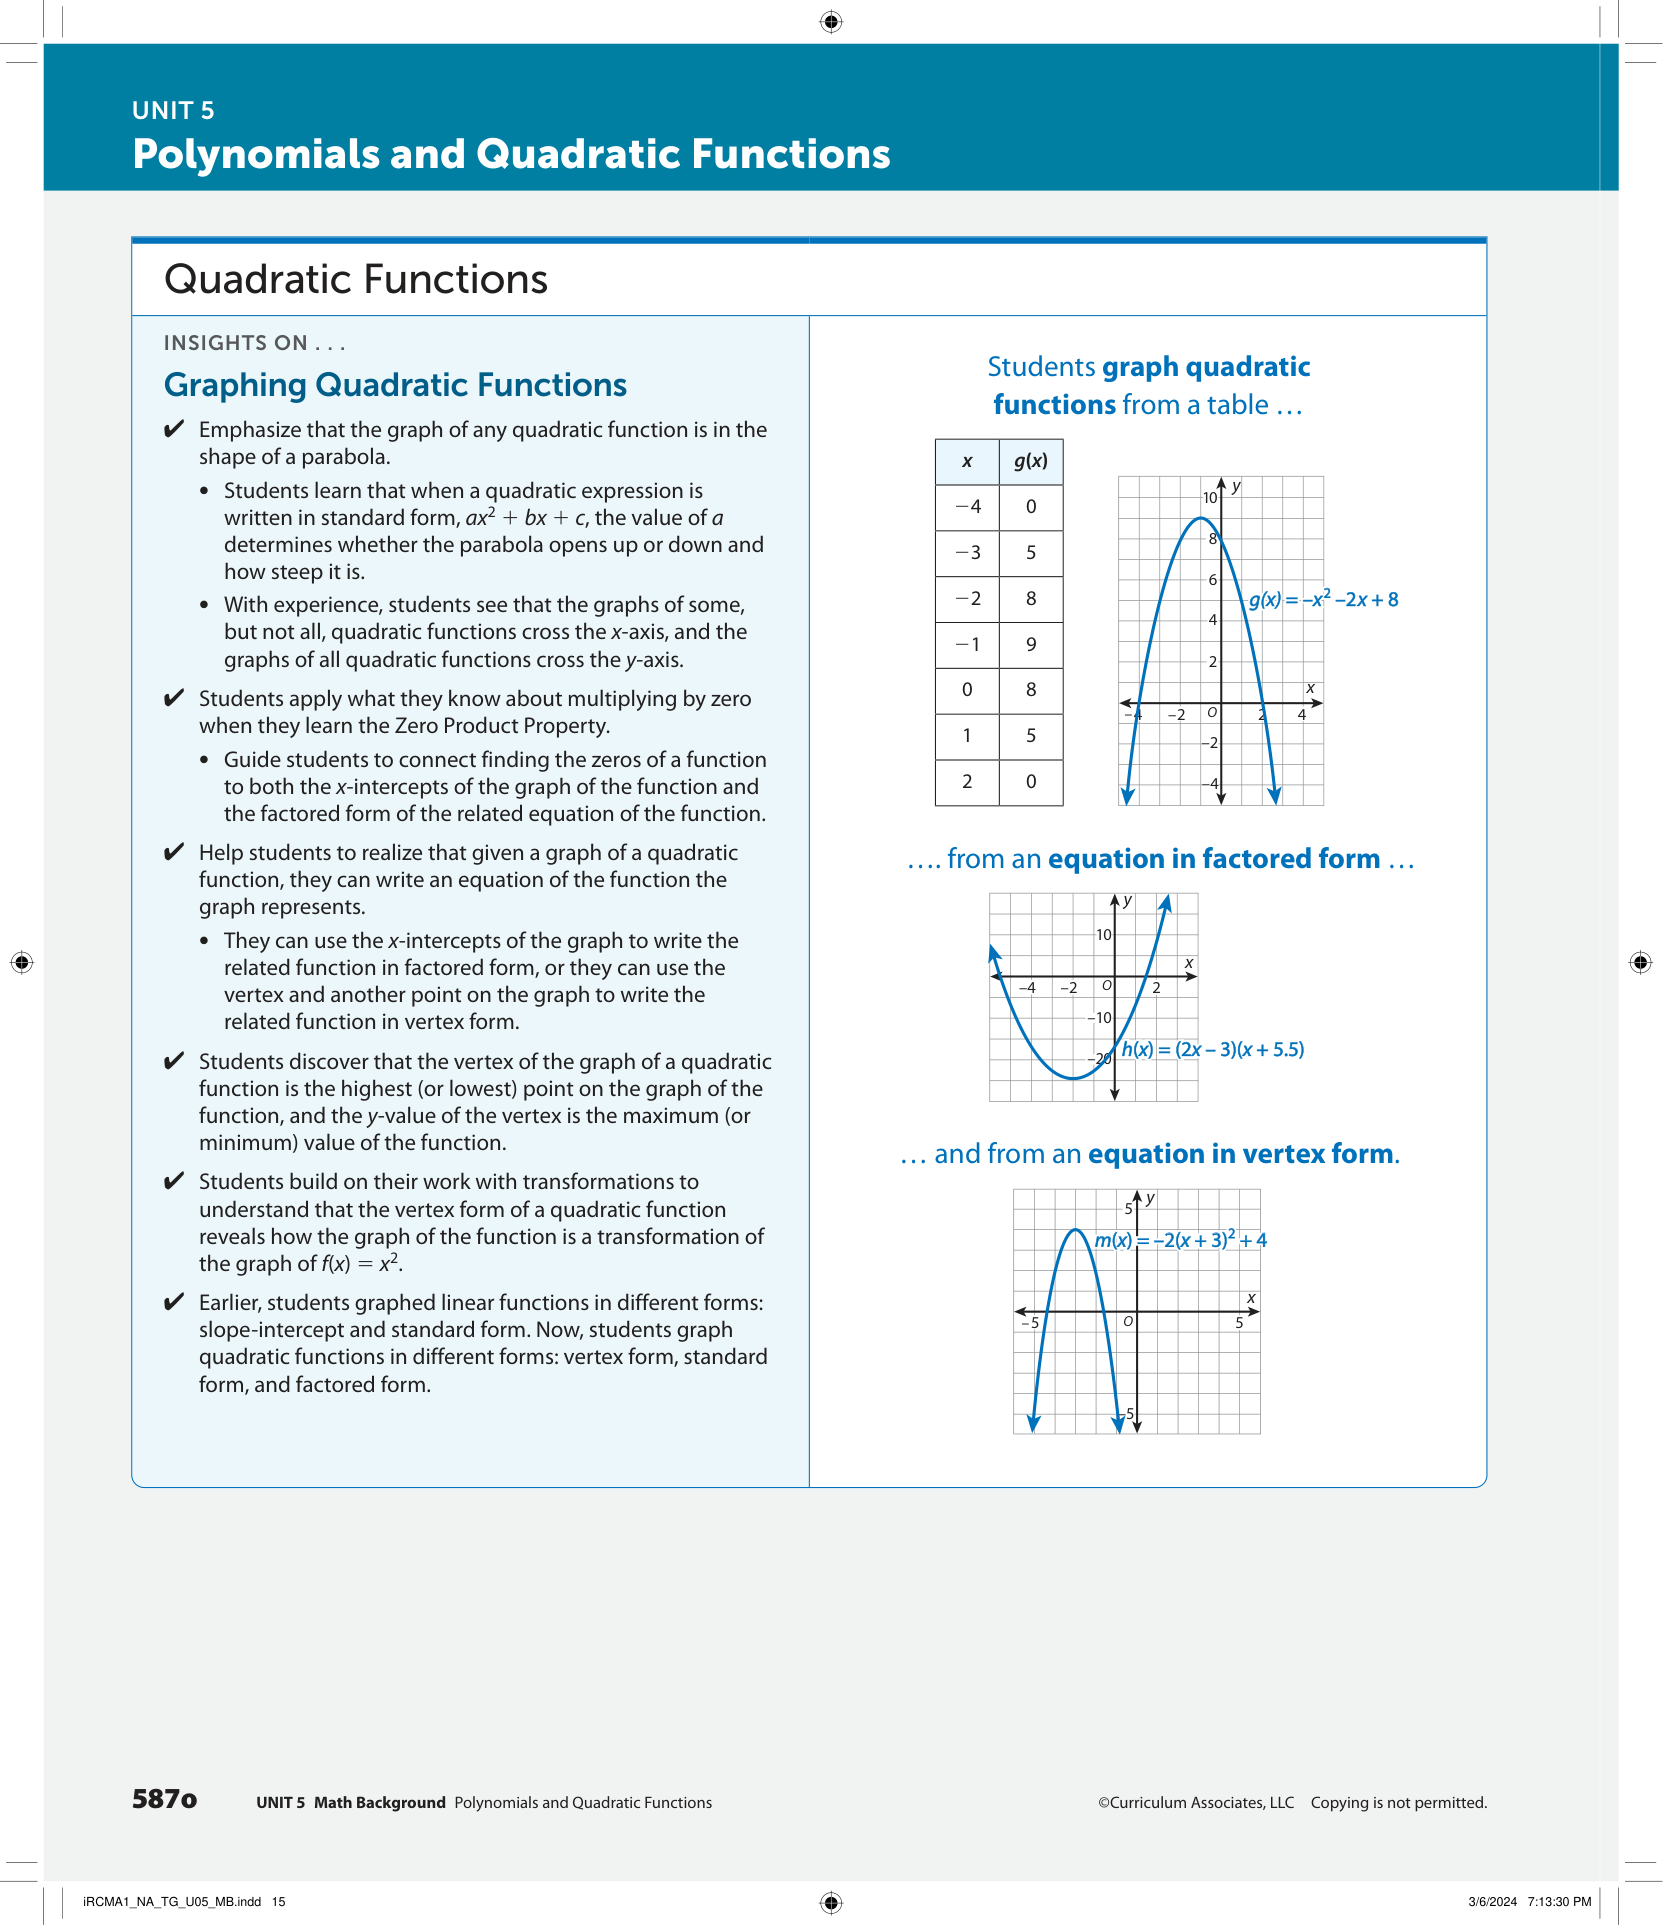 UNIT 5
Polynomials and Quadratic Functions
Quadratic Functions
INSIGHTS ON . . .
Graphing Quadratic Functions
✔ Emphasize that the graph of any quadratic function is in the
shape of a parabola.
• Students learn that when a quadratic expression is
written in standard form, ax² + bx + c, the value of a
determines whether the parabola opens up or down and
how steep it is.
• With experience, students see that the graphs of some,
but not all, quadratic functions cross the x-axis, and the
graphs of all quadratic functions cross the y-axis.
✔ Students apply what they know about multiplying by zero
when they learn the Zero Product Property.
• Guide students to connect finding the zeros of a function
to both the x-intercepts of the graph of the function and
the factored form of the related equation of the function.
✔ Help students to realize that given a graph of a quadratic
function, they can write an equation of the function the
graph represents.
• They can use the x-intercepts of the graph to write the
related function in factored form, or they can use the
vertex and another point on the graph to write the
related function in vertex form.
✔ Students discover that the vertex of the graph of a quadratic
function is the highest (or lowest) point on the graph of the
function, and the y-value of the vertex is the maximum (or
minimum) value of the function.
✔ Students build on their work with transformations to
understand that the vertex form of a quadratic function
reveals how the graph of the function is a transformation of
the graph of f(x) = x².
✔ Earlier, students graphed linear functions in different forms:
slope-intercept and standard form. Now, students graph
quadratic functions in different forms: vertex form, standard
form, and factored form.
Students graph quadratic
functions from a table …
x g(x)
−4 0
−3 5
−2 8
−1 9
0 8
1 5
2 0
y
10
8
6
g(x) = –x² –2x + 8
4
2
x
–4 –2 O 2 4
–2
–4
…. from an equation in factored form …
y
10
x
–4 –2 O 2
–10
–20
h(x) = (2x – 3)(x + 5.5)
… and from an equation in vertex form.
y
5
m(x) = –2(x + 3)² + 4
x
–5 O 5
–5
587o UNIT 5 Math Background Polynomials and Quadratic Functions ©Curriculum Associates, LLC Copying is not permitted.
iRCMA1_NA_TG_U05_MB.indd 15 3/6/2024 7:13:30 PM